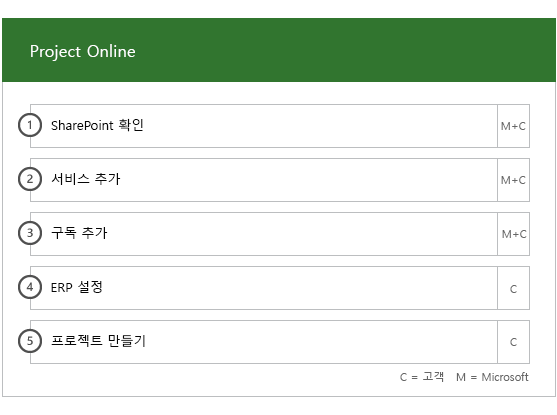 Project Online
1 SharePoint 확인 M+C
2 서비스 추가 M+C
3 구독 추가 M+C
4 ERP 설정 C
5 프로젝트 만들기 C
C = 고객 M = Microsoft